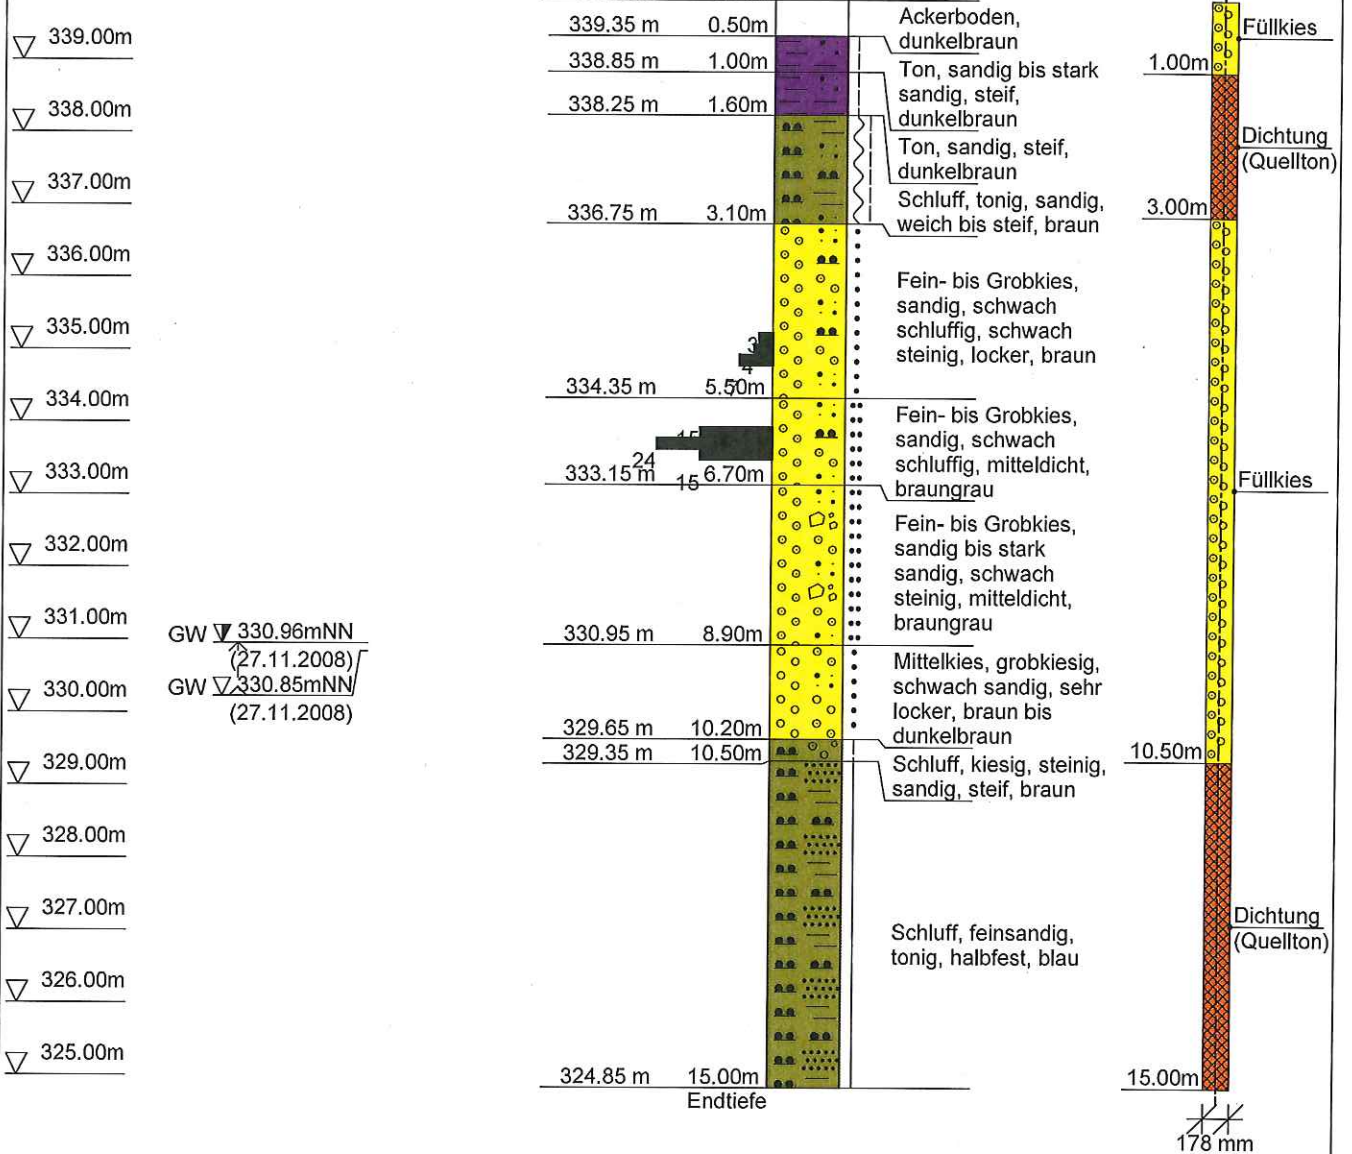 339.00m
338.00m
337.00m
336.00m
335.00m
334.00m
333.00m
332.00m
331.00m
330.00m
329.00m
328.00m
327.00m
326.00m
325.00m
GW 330.96mNN
(27.11.2008)
GW 330.85mNN
(27.11.2008)
339.35 m 0.50m
338.85 m 1.00m
338.25 m 1.60m
336.75 m 3.10m
3
4
7
334.35 m 5.50m
15
24
15
333.15 m 6.70m
330.95 m 8.90m
329.65 m 10.20m
329.35 m 10.50m
324.85 m 15.00m
Endtiefe
Ackerboden,
dunkelbraun
Ton, sandig bis stark
sandig, steif,
dunkelbraun
Ton, sandig, steif,
dunkelbraun
Schluff, tonig, sandig,
weich bis steif, braun
Fein- bis Grobkies,
sandig, schwach
schluffig, schwach
steinig, locker, braun
Fein- bis Grobkies,
sandig, schwach
schluffig, mitteldicht,
braungrau
Fein- bis Grobkies,
sandig bis stark
sandig, schwach
steinig, mitteldicht,
braungrau
Mittelkies, grobkiesig,
schwach sandig, sehr
locker, braun bis
dunkelbraun
Schluff, kiesig, steinig,
sandig, steif, braun
Schluff, feinsandig,
tonig, halbfest, blau
Füllkies
1.00m
Dichtung
(Quellton)
3.00m
Füllkies
10.50m
Dichtung
(Quellton)
15.00m
178 mm